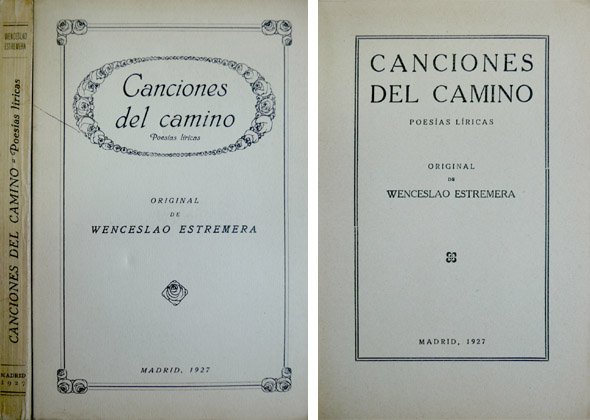 WENCESLAO
ESTREMERA
CANCIONES DEL CAMINO - Poesías líricas
MADRID
1927
Canciones
del camino
Poesías líricas
ORIGINAL
DE
WENCESLAO ESTREMERA
MADRID, 1927
CANCIONES
DEL CAMINO
POESÍAS LÍRICAS
ORIGINAL
DE
WENCESLAO ESTREMERA
MADRID, 1927